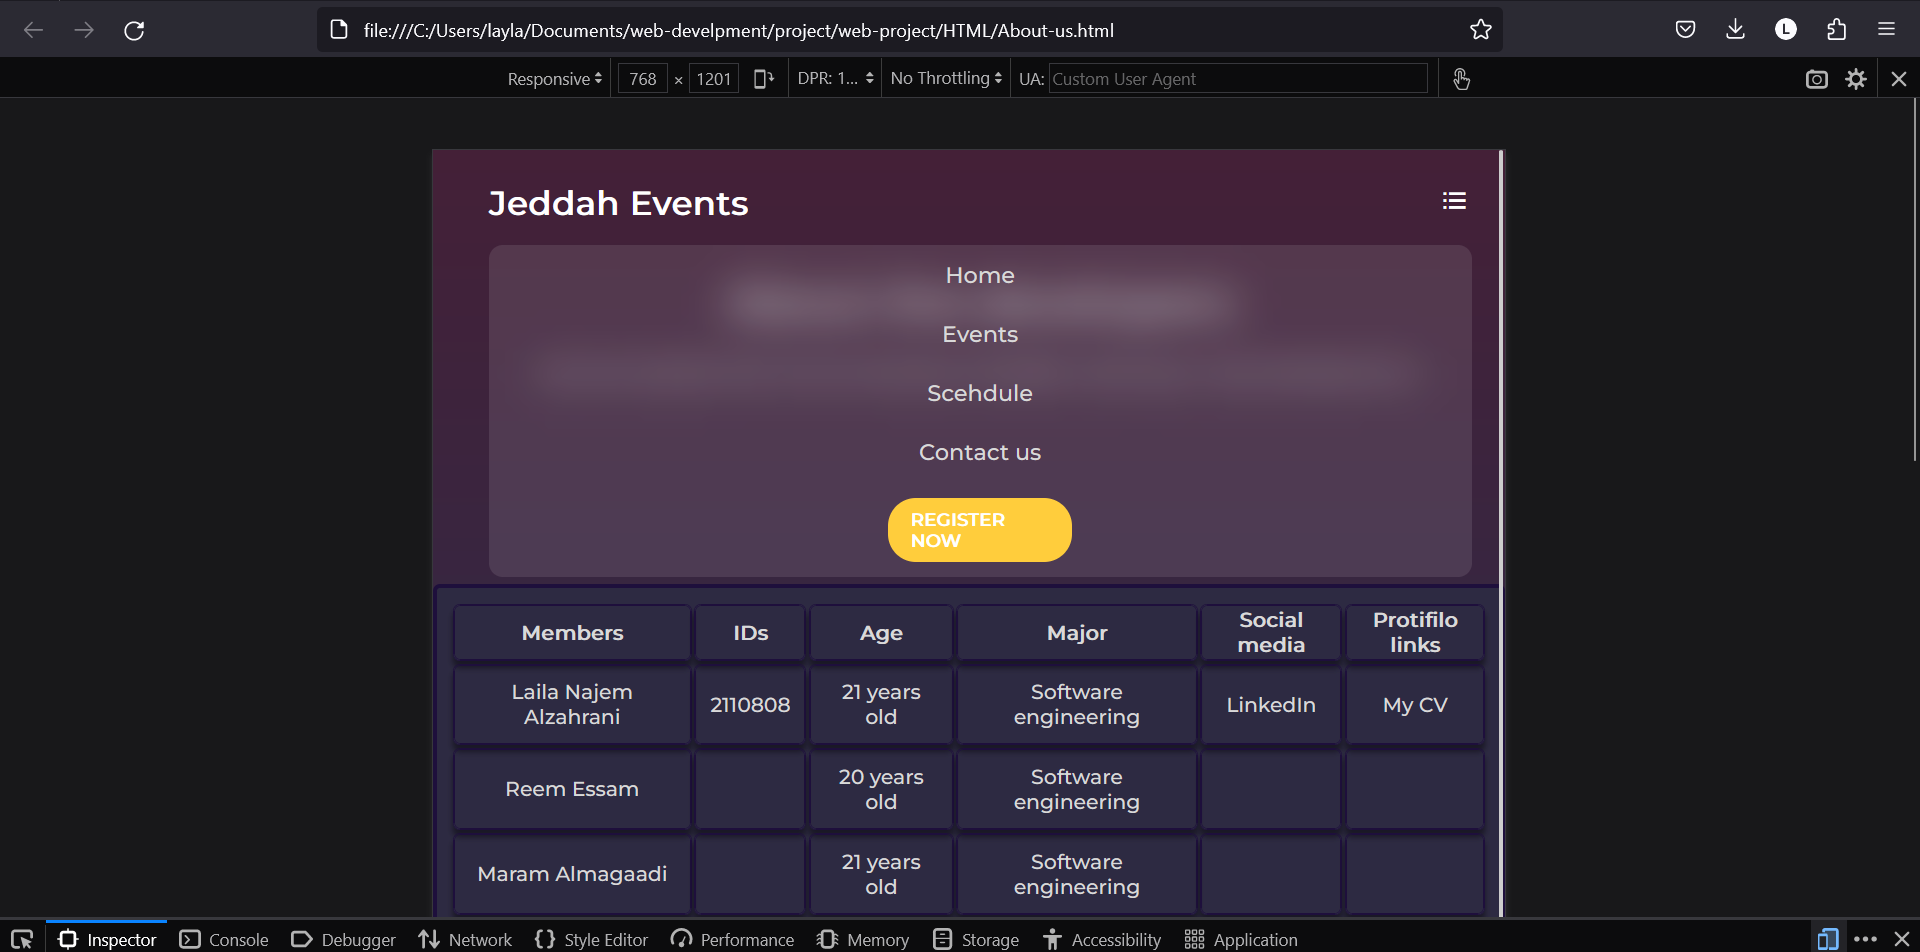 file:///C:/Users/layla/Documents/web-develpment/project/web-project/HTML/About-us.html
L
Responsive 768 × 1201 DPR: 1... No Throttling UA: Custom User Agent
Jeddah Events
Home
Events
Scehdule
Contact us
REGISTER
NOW
Members IDs Age Major Social media Protifilo links
Laila Najem Alzahrani 2110808 21 years old Software engineering LinkedIn My CV
Reem Essam 20 years old Software engineering
Maram Almagaadi 21 years old Software engineering
Inspector Console Debugger Network {} Style Editor Performance Memory Storage Accessibility Application